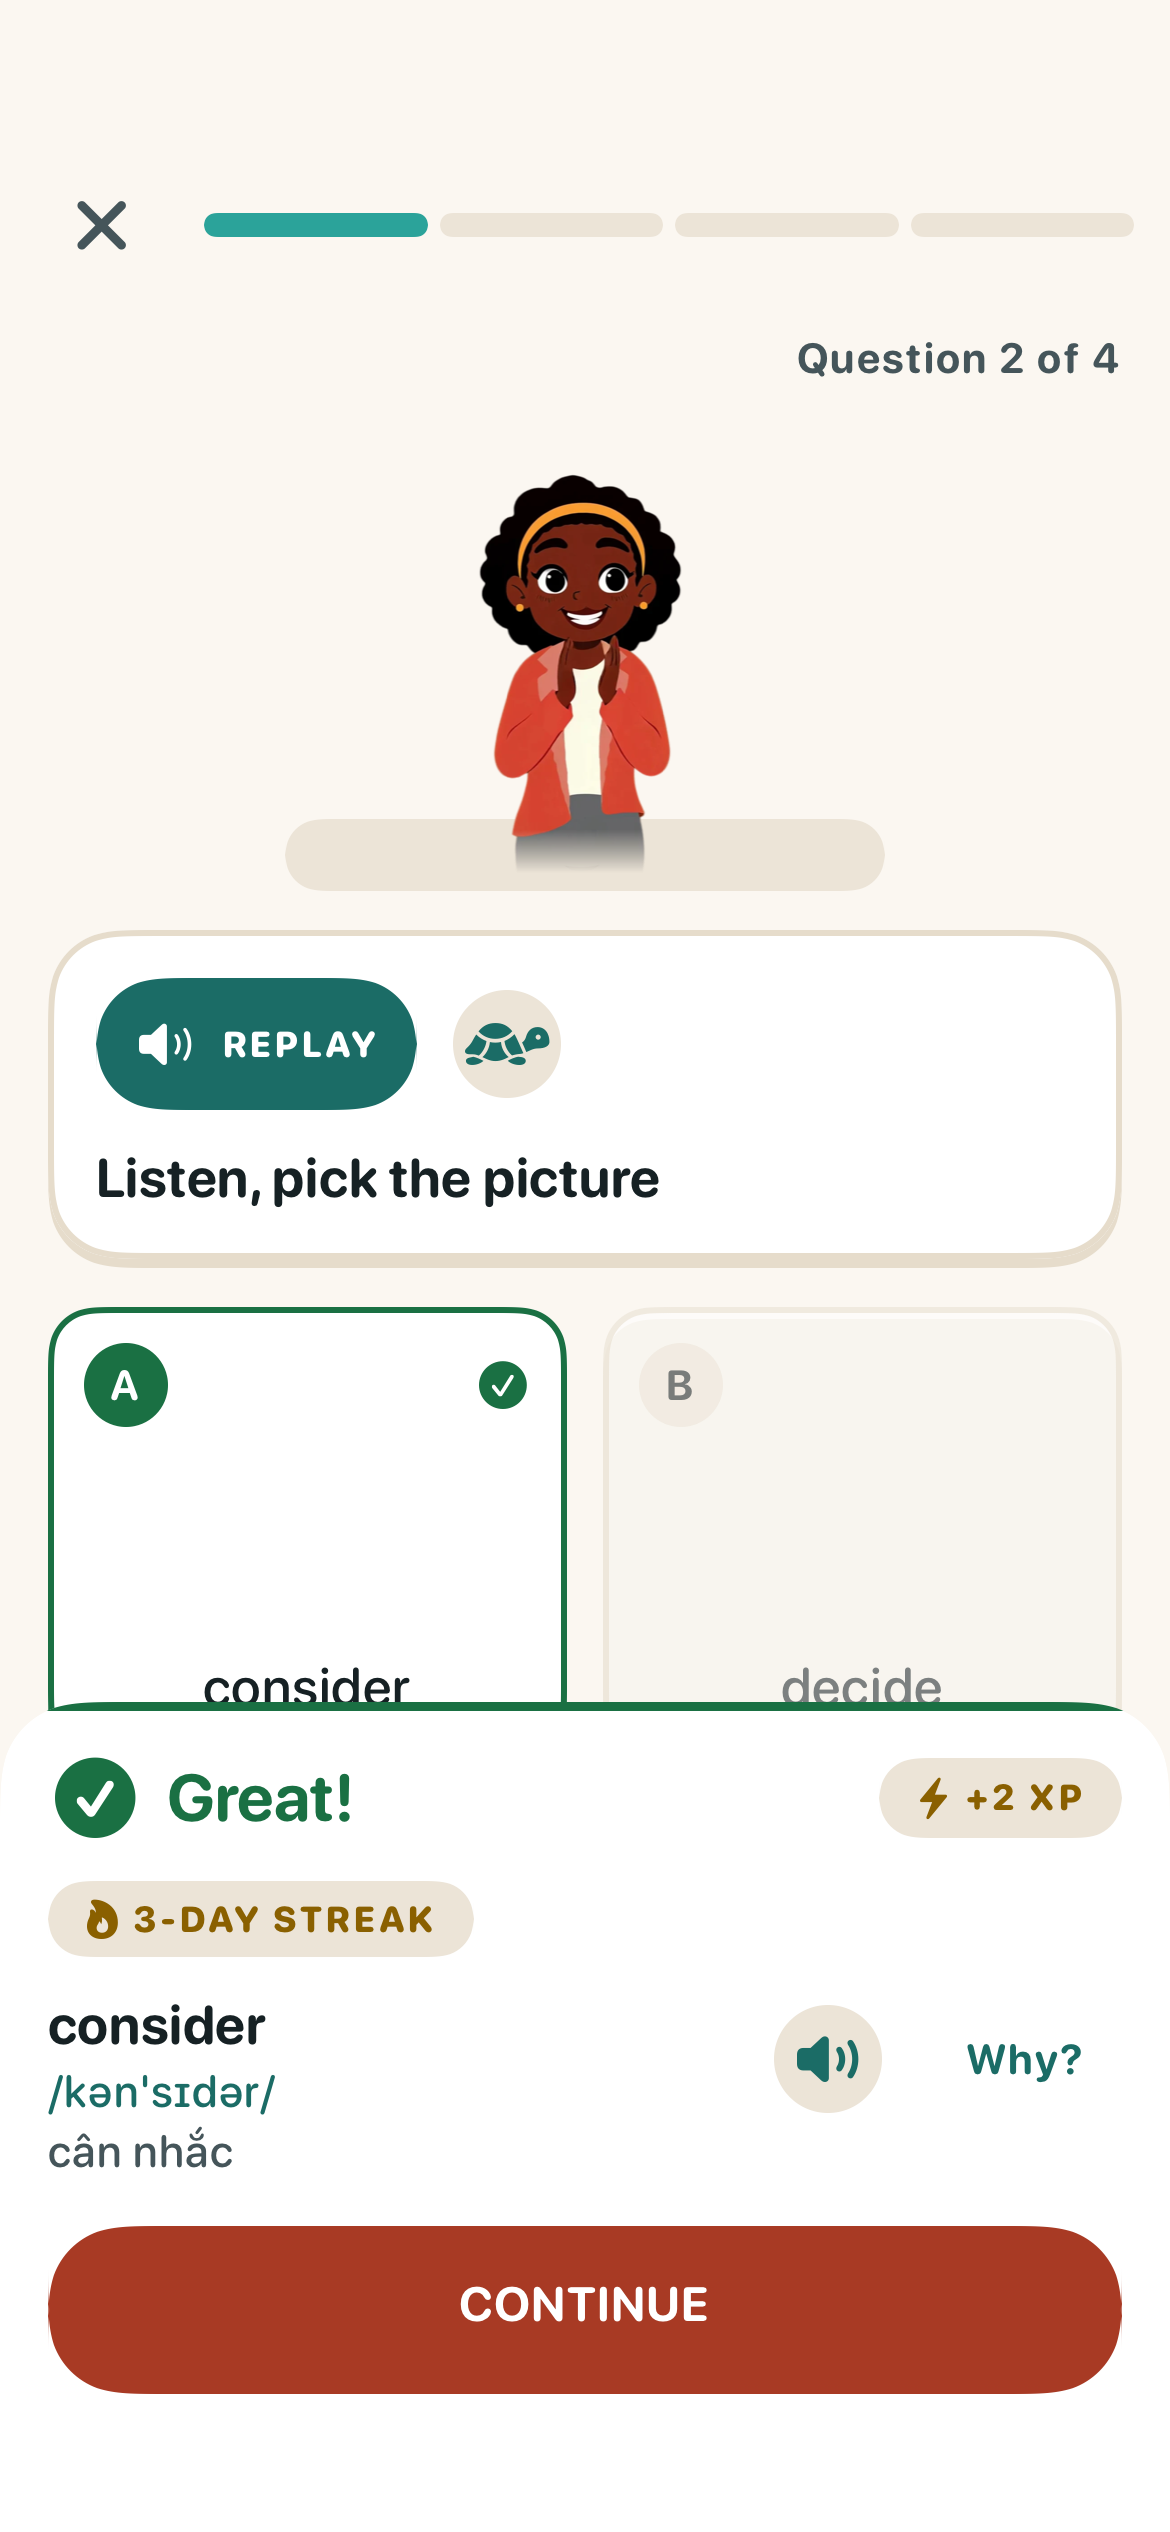 Question 2 of 4
REPLAY
Listen, pick the picture
A
B
consider
decide
Great!
+2 XP
3-DAY STREAK
consider
/kən'sɪdər/
cân nhắc
Why?
CONTINUE